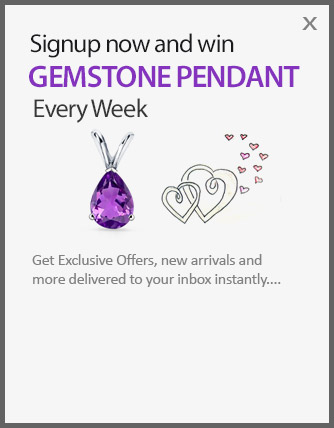 X
Signup now and win
GEMSTONE PENDANT
Every Week
Get Exclusive Offers, new arrivals and
more delivered to your inbox instantly....